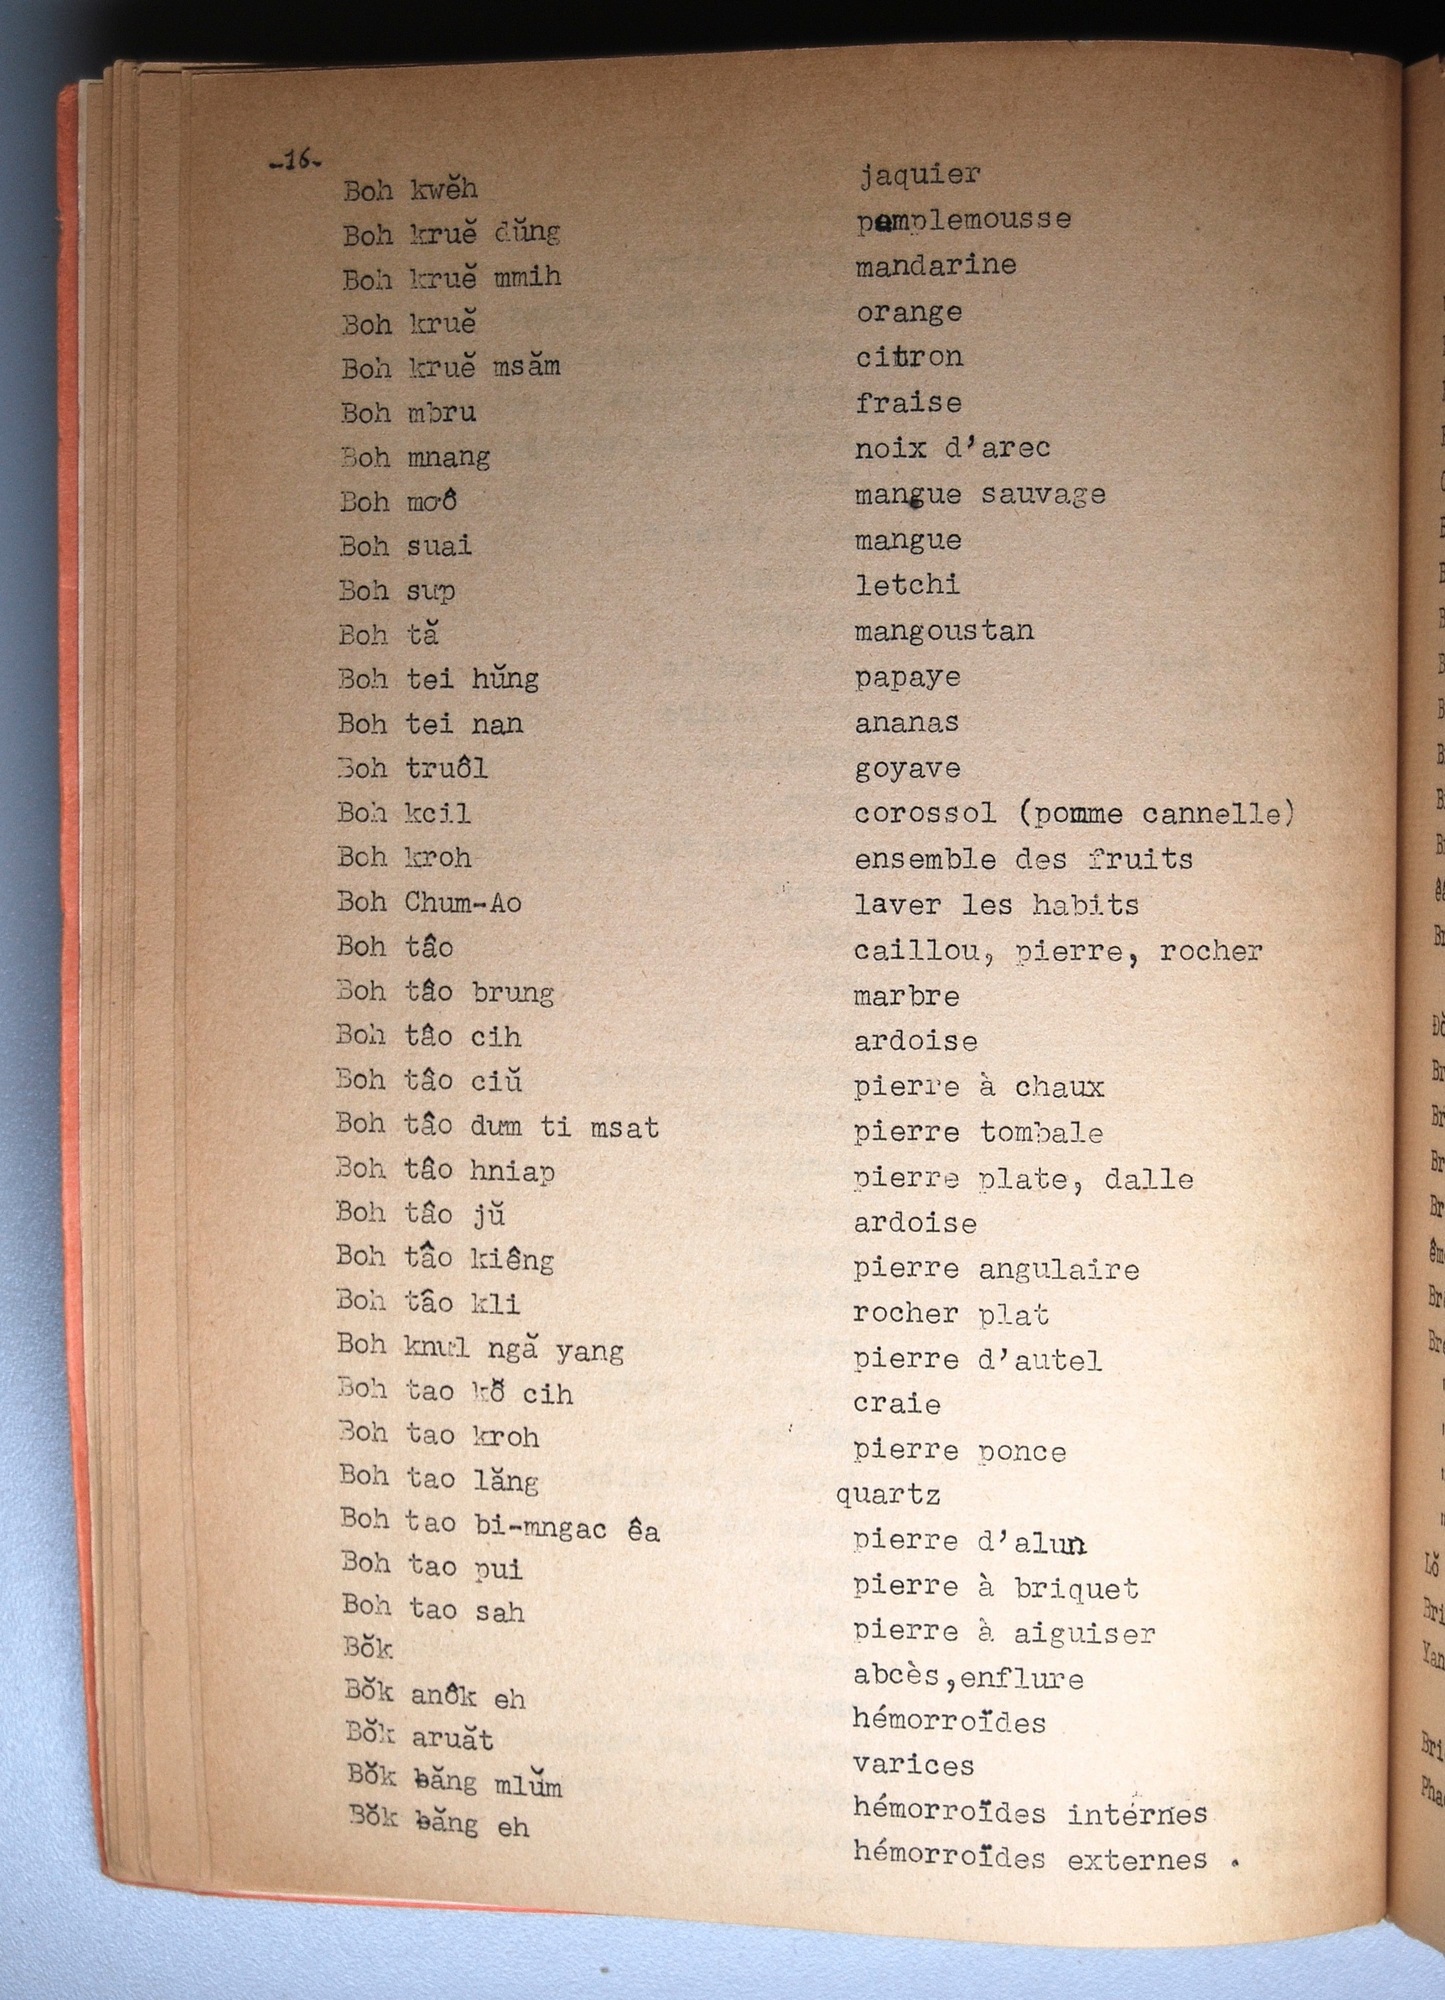 -16-
Boh kwĕh jaquier
Boh kruĕ dŭng pamplemousse
Boh kruĕ mmih mandarine
Boh kruĕ orange
Boh kruĕ msăm citron
Boh mbru fraise
Boh mnang noix d'arec
Boh mơô mangue sauvage
Boh suai mangue
Boh sưp letchi
Boh tă mangoustan
Boh tei hŭng papaye
Boh tei nan ananas
Boh truôl goyave
Boh kcil corossol (pomme cannelle)
Boh kroh ensemble des fruits
Boh Chum-Ao laver les habits
Boh tâo caillou, pierre, rocher
Boh tâo brung marbre
Boh tâo cih ardoise
Boh tâo ciŭ pierre à chaux
Boh tâo dưm ti msat pierre tombale
Boh tâo hniap pierre plate, dalle
Boh tâo jŭ ardoise
Boh tâo kiêng pierre angulaire
Boh tâo kli rocher plat
Boh knưl ngă yang pierre d'autel
Boh tao kŏ̂ cih craie
Boh tao kroh pierre ponce
Boh tao lăng quartz
Boh tao bi-mngac êa pierre d'alun
Boh tao pui pierre à briquet
Boh tao sah pierre à aiguiser
Bŏk abcès,enflure
Bŏk anôk eh hémorroïdes
Bŏk aruăt varices
Bŏk ƀăng mlŭm hémorroïdes internes
Bŏk ƀăng eh hémorroïdes externes .